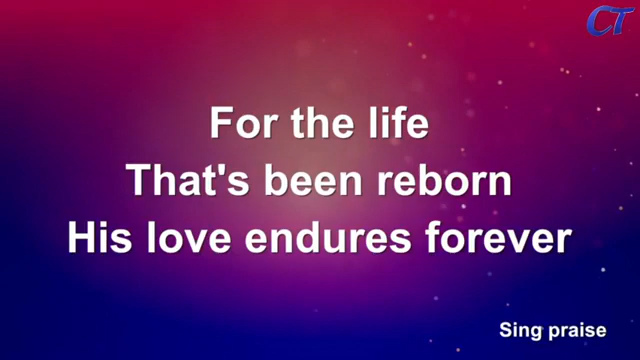 CT
For the life
That's been reborn
His love endures forever
Sing praise